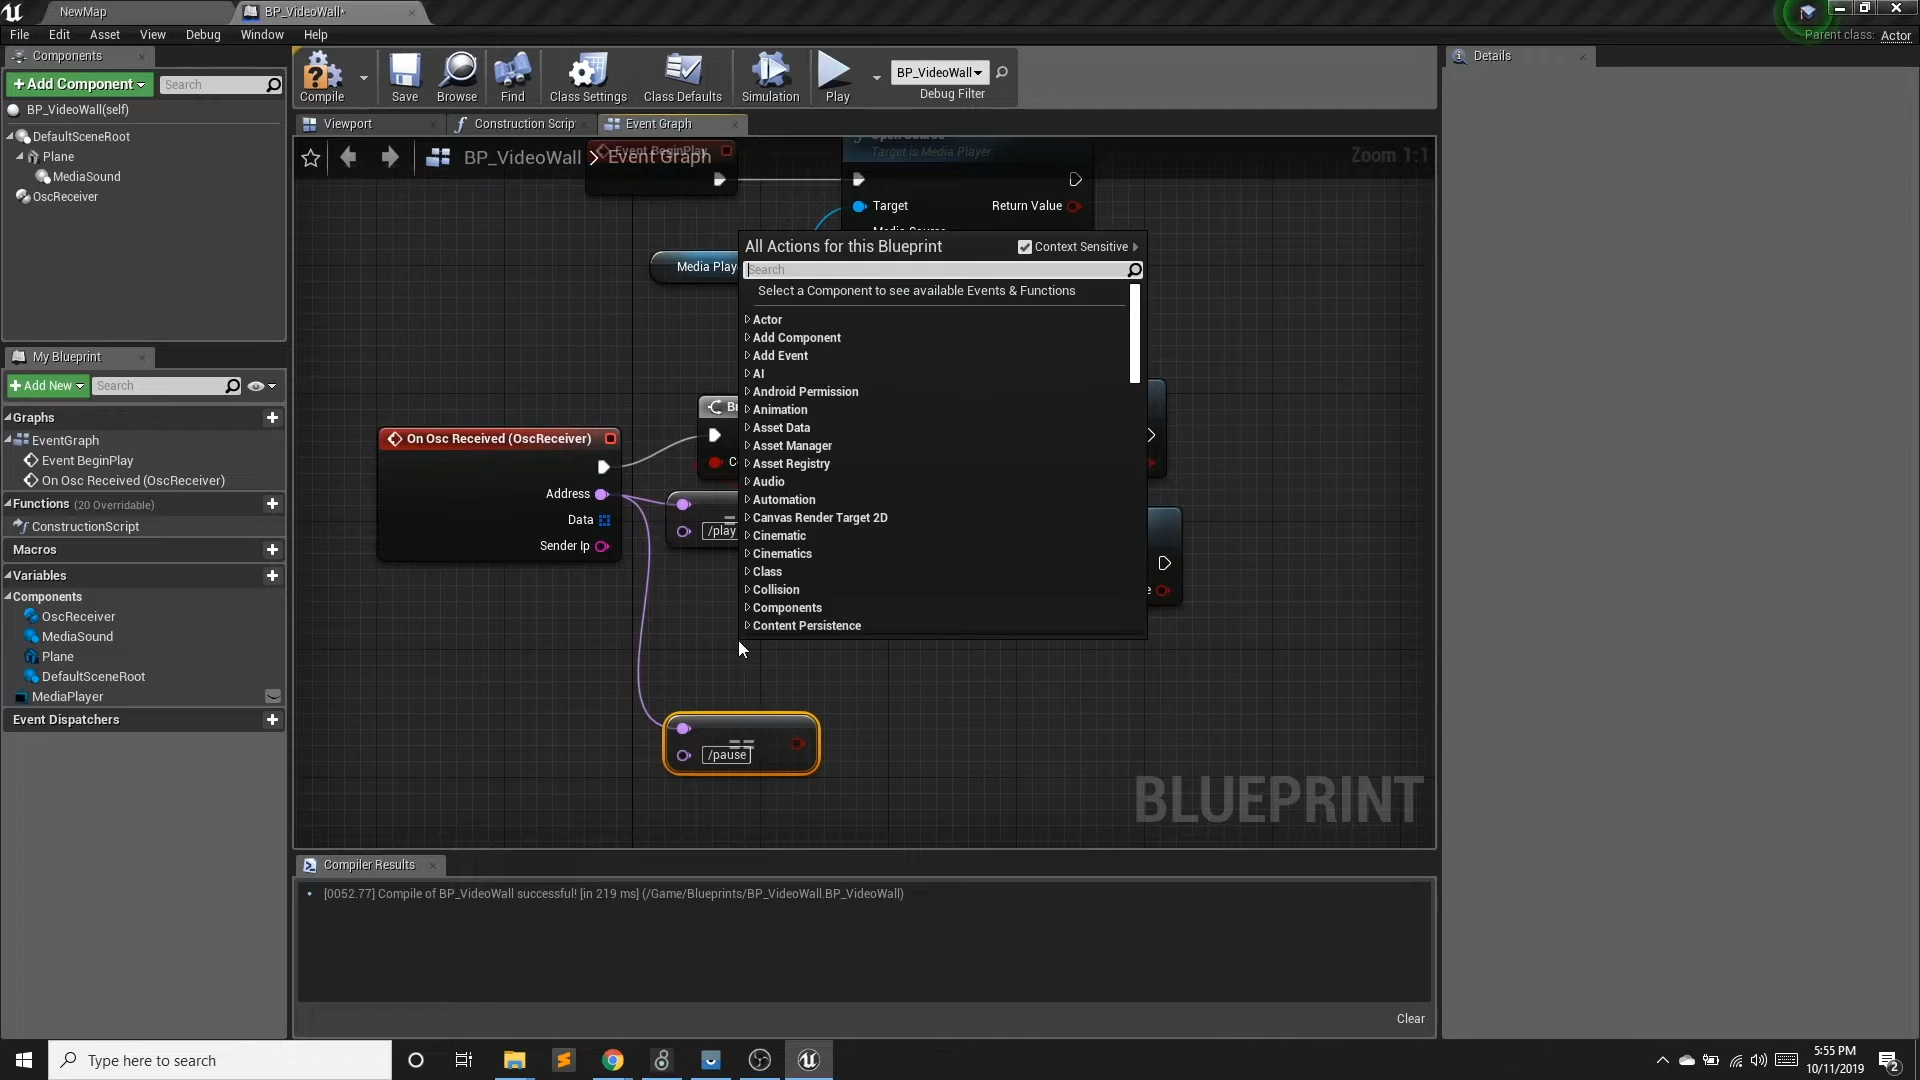 NewMap
BP_VideoWall*
File Edit Asset View Debug Window Help
Parent class: Actor
Components
+Add Component
Search
BP_VideoWall(self)
DefaultSceneRoot
Plane
MediaSound
OscReceiver
Compile
Save
Browse
Find
Class Settings
Class Defaults
Simulation
Play
BP_VideoWall
Debug Filter
Details
Viewport
Construction Scrip
Event Graph
BP_VideoWall > Event Graph
Zoom 1:1
Event BeginPlay
Target is Media Player
Target
Return Value
Media Play
All Actions for this Blueprint
Context Sensitive
Search
Select a Component to see available Events & Functions
Actor
Add Component
Add Event
AI
Android Permission
Animation
Asset Data
Asset Manager
Asset Registry
Audio
Automation
Canvas Render Target 2D
Cinematic
Cinematics
Class
Collision
Components
Content Persistence
My Blueprint
+Add New
Search
Graphs
EventGraph
Event BeginPlay
On Osc Received (OscReceiver)
Functions (20 Overridable)
ConstructionScript
Macros
Variables
Components
OscReceiver
MediaSound
Plane
DefaultSceneRoot
MediaPlayer
Event Dispatchers
On Osc Received (OscReceiver)
Address
Data
Sender Ip
Br
C
==
/play
e
==
/pause
BLUEPRINT
Compiler Results
[0052.77] Compile of BP_VideoWall successful! [in 219 ms] (/Game/Blueprints/BP_VideoWall.BP_VideoWall)
Clear
Type here to search
5:55 PM
10/11/2019
2